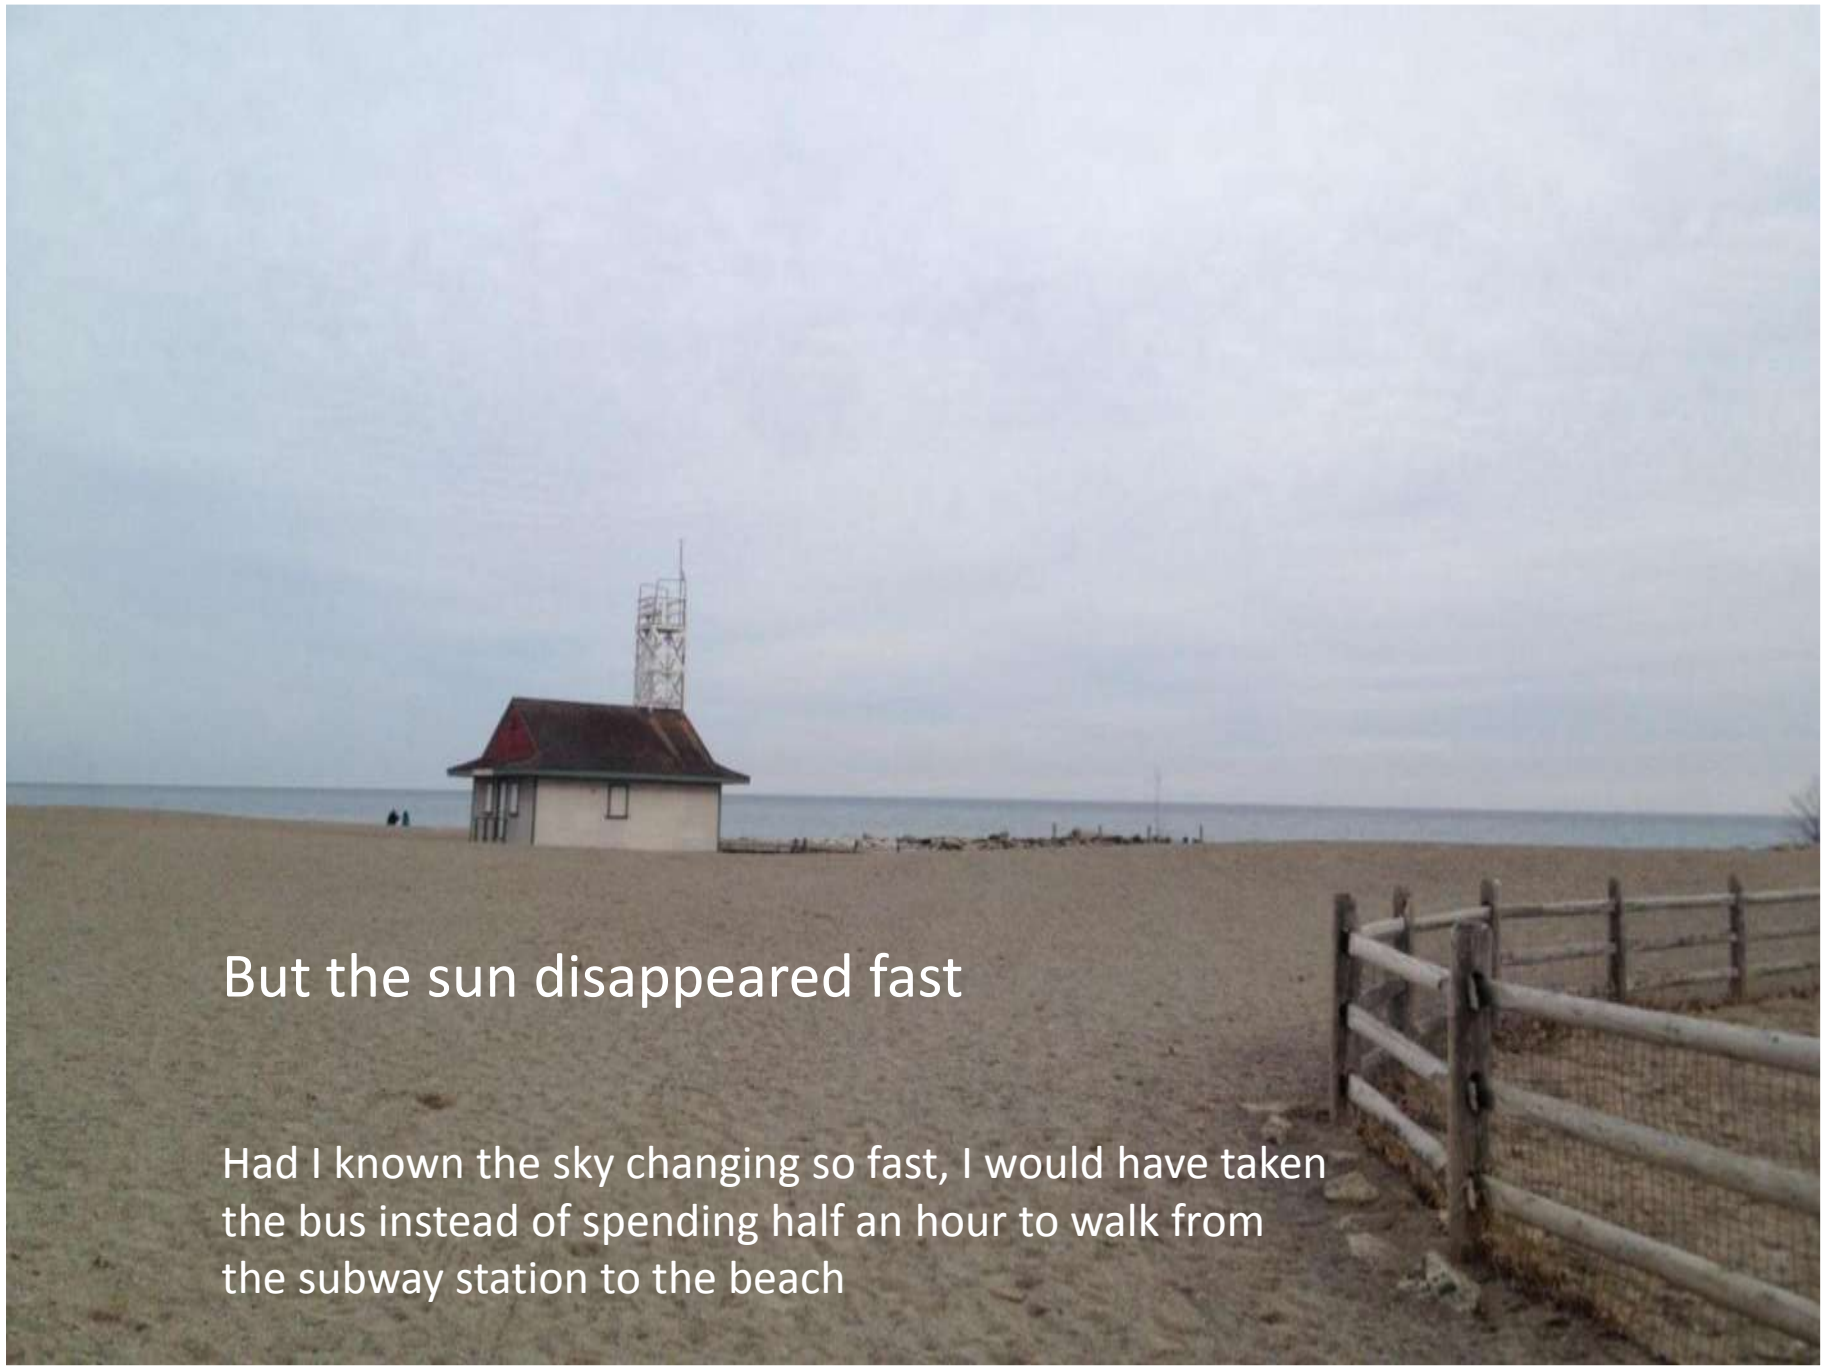 But the sun disappeared fast
Had I known the sky changing so fast, I would have taken
the bus instead of spending half an hour to walk from
the subway station to the beach